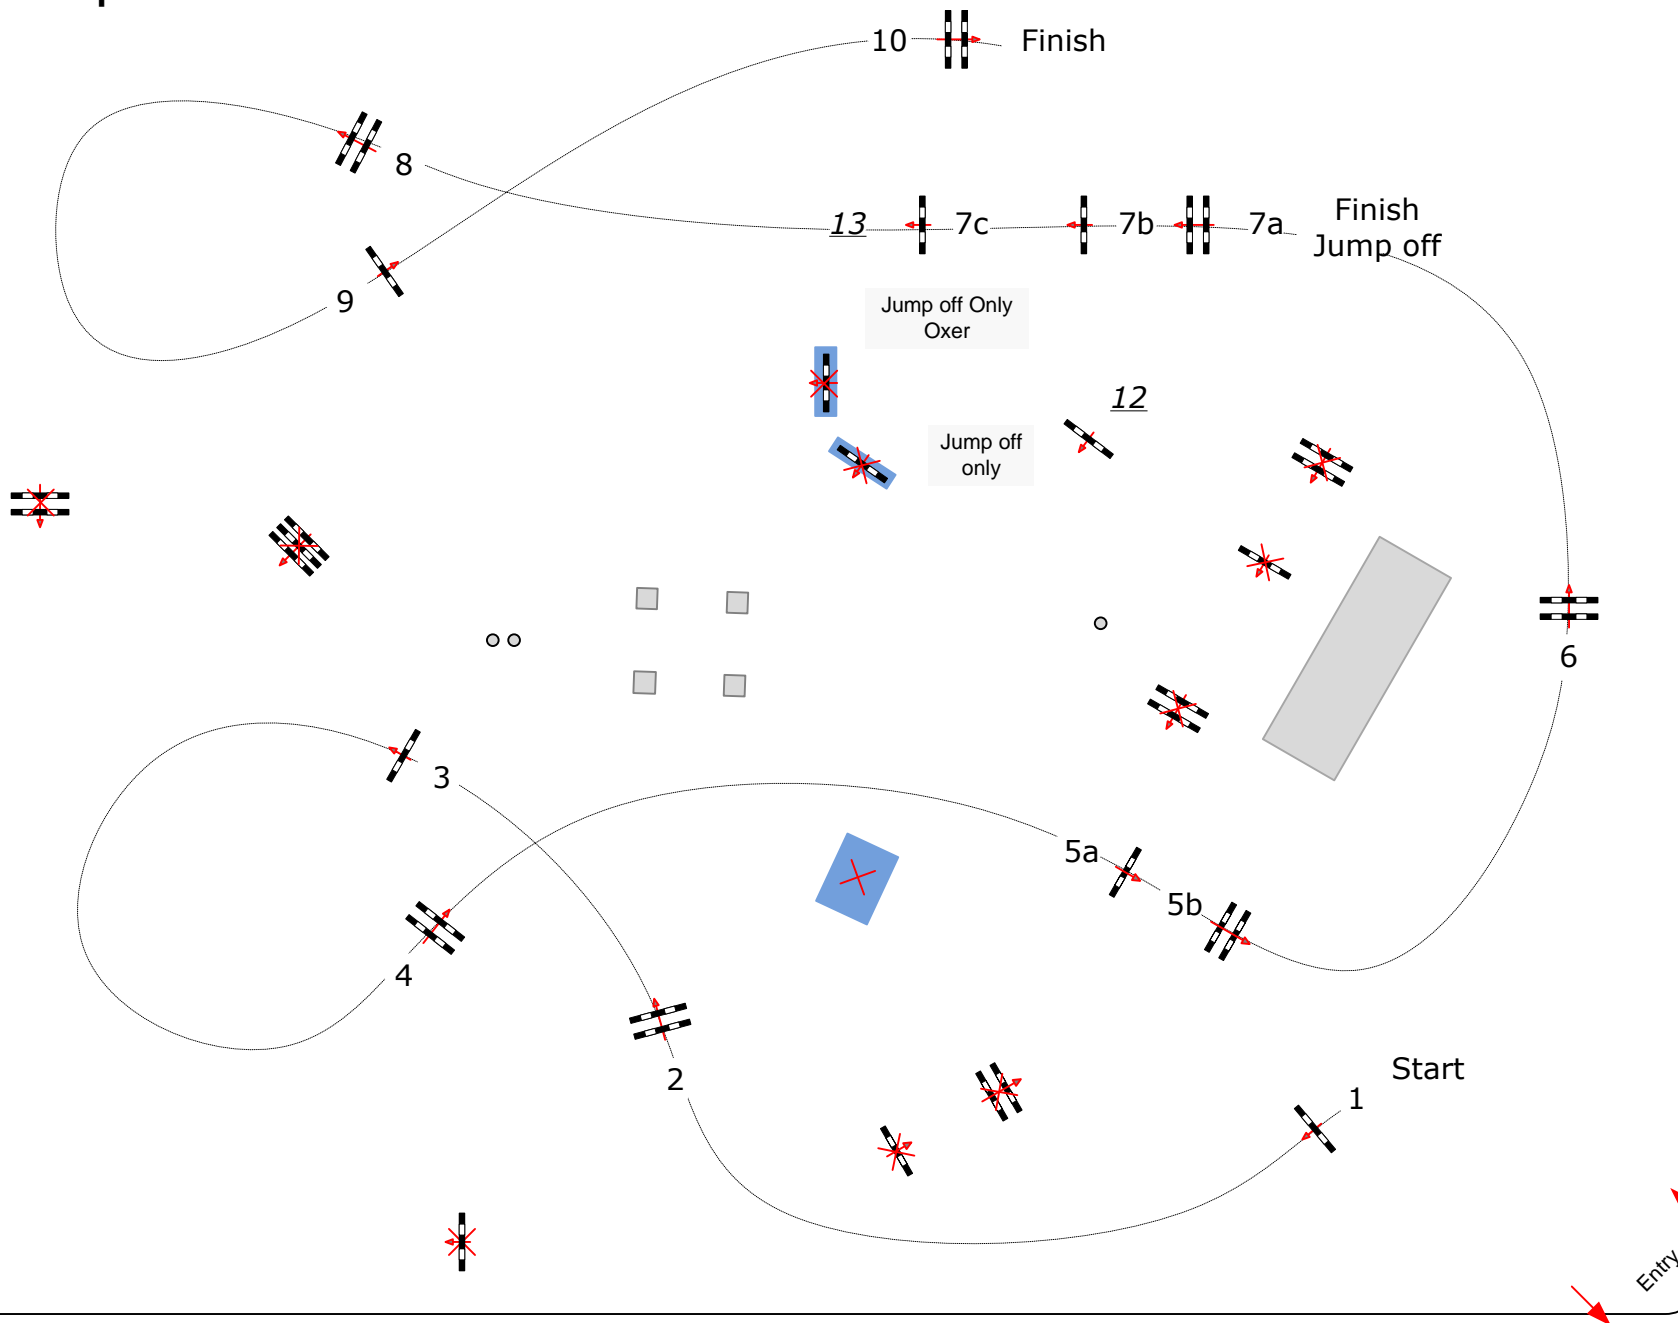 10
Finish
8
13
7c
7b
7a
Finish
Jump off
9
Jump off Only
Oxer
12
Jump off
only
6
3
5a
5b
4
2
Start
1
Entry